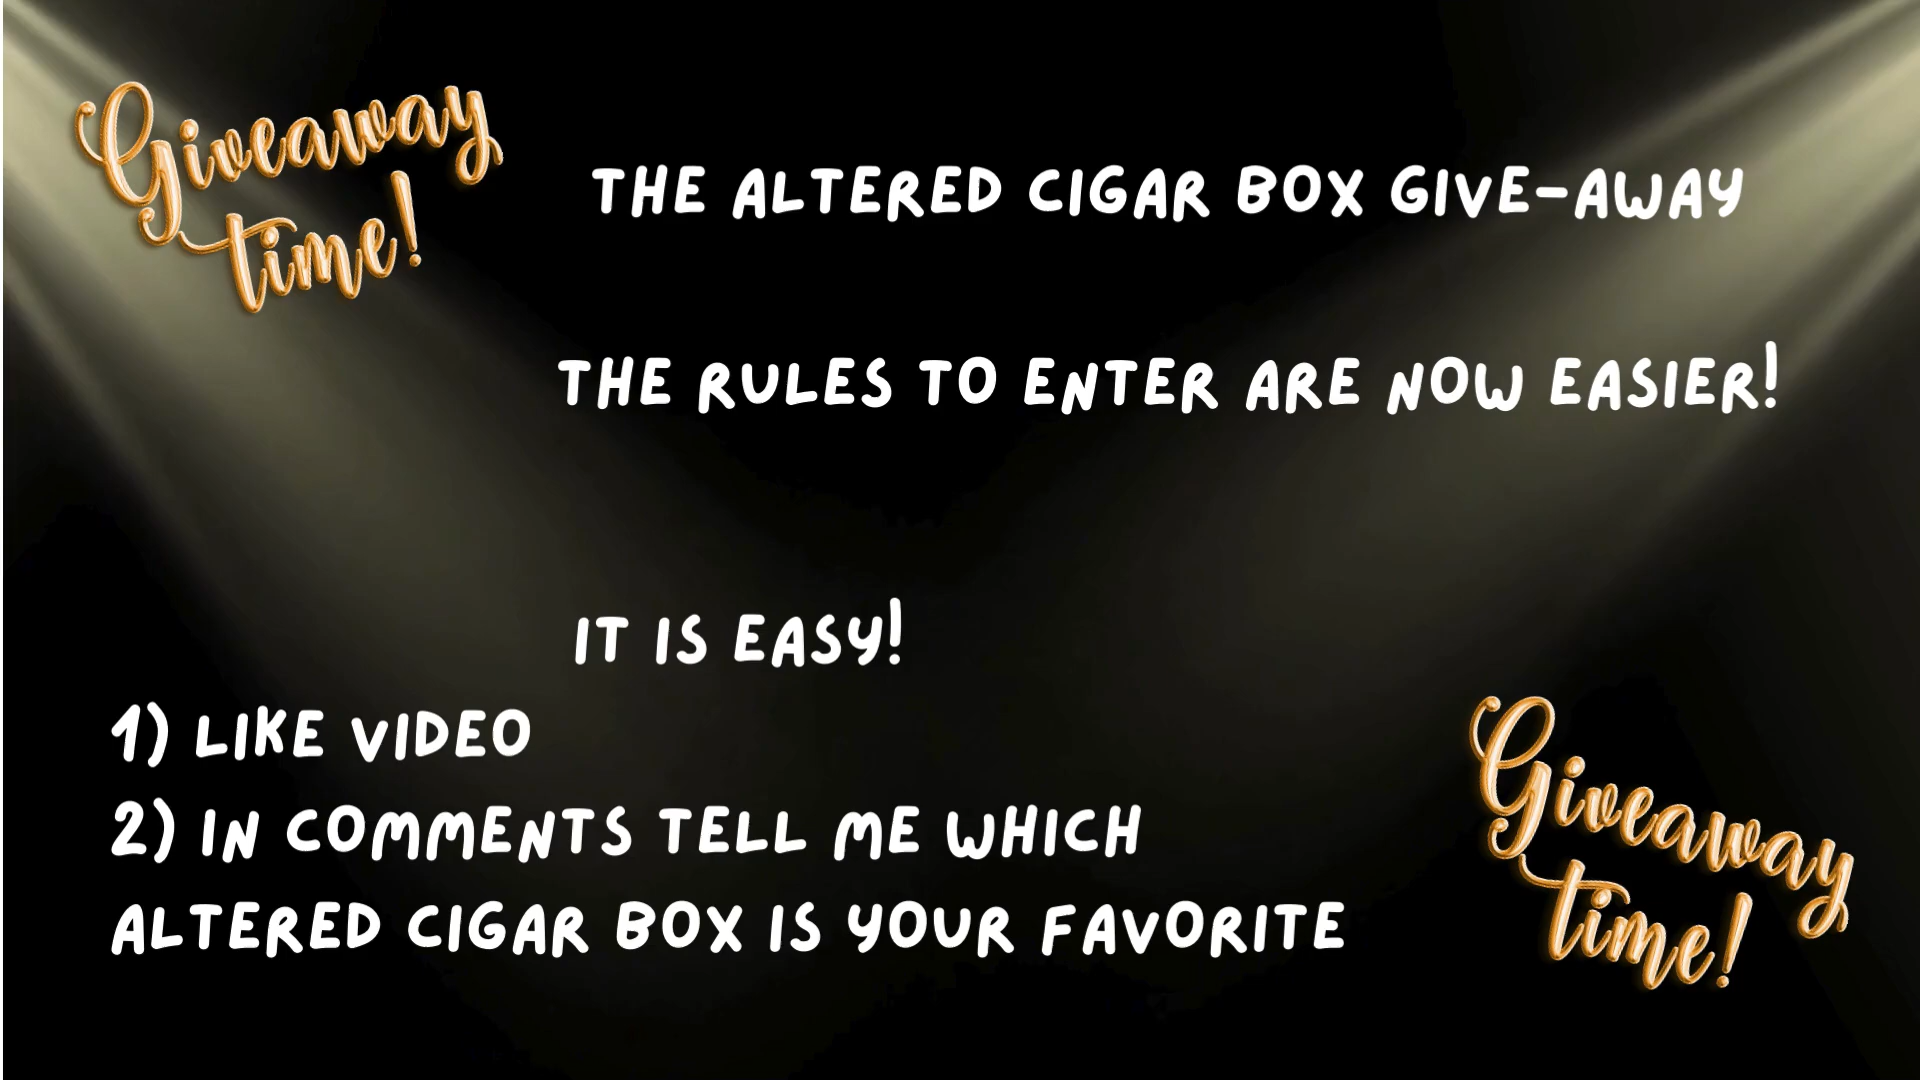 Giveaway
time!
THE ALTERED CIGAR BOX GIVE-AWAY
THE RULES TO ENTER ARE NOW EASIER!
IT IS EASY!
1) LIKE VIDEO
2) IN COMMENTS TELL ME WHICH
ALTERED CIGAR BOX IS YOUR FAVORITE
Giveaway
time!